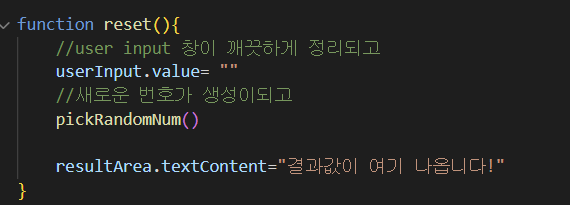 function reset(){
//user input 창이 깨끗하게 정리되고
userInput.value= ""
//새로운 번호가 생성이되고
pickRandomNum()
resultArea.textContent="결과값이 여기 나옵니다!"
}